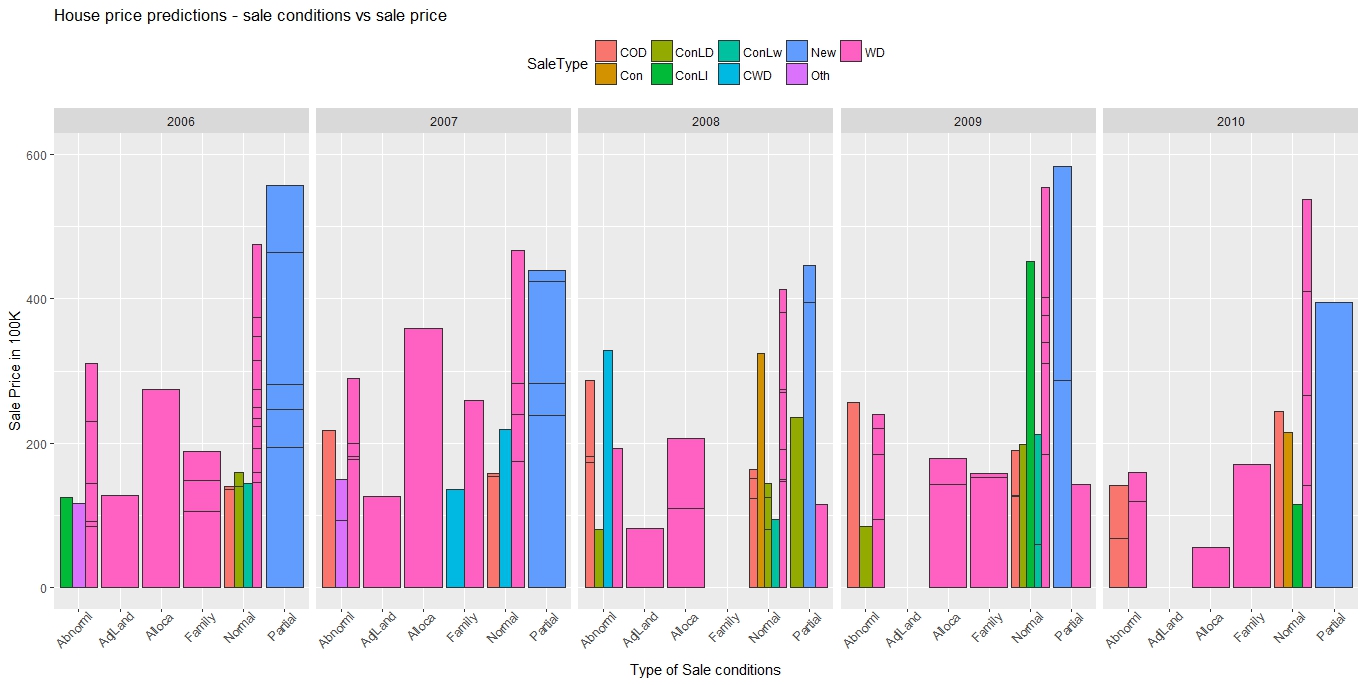 House price predictions - sale conditions vs sale price
SaleType COD ConLD ConLw New WD
Con ConLI CWD Oth
2006 2007 2008 2009 2010
600
400
200
0
Sale Price in 100K
Abnorml AdjLand Alloca Family Normal Partial Abnorml AdjLand Alloca Family Normal Partial Abnorml AdjLand Alloca Family Normal Partial Abnorml AdjLand Alloca Family Normal Partial Abnorml AdjLand Alloca Family Normal Partial
Type of Sale conditions